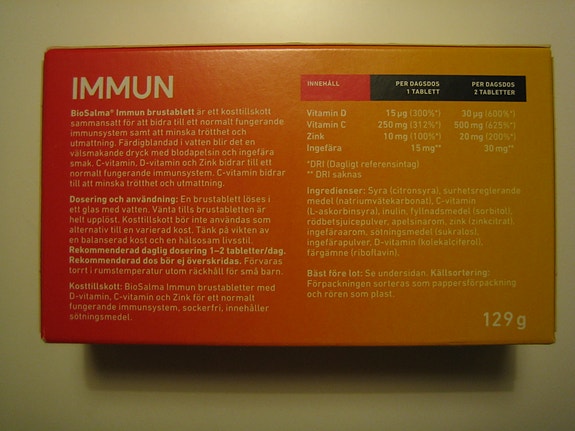 IMMUN
BioSalma® Immun brustablett är ett kosttillskott
sammansatt för att bidra till ett normalt fungerande
immunsystem samt att minska trötthet och
utmattning. Färdigblandad i vatten blir det en
välsmakande dryck med blodapelsin och ingefära
smak. C-vitamin, D-vitamin och Zink bidrar till ett
normalt fungerande immunsystem. C-vitamin bidrar
till att minska trötthet och utmattning.
Dosering och användning: En brustablett löses i
ett glas med vatten. Vänta tills brustabletten är
helt upplöst. Kosttillskott bör inte användas som
alternativ till en varierad kost. Tänk på vikten av
en balanserad kost och en hälsosam livsstil.
Rekommenderad daglig dosering 1–2 tabletter/dag.
Rekommenderad dos bör ej överskridas. Förvaras
torrt i rumstemperatur utom räckhåll för små barn.
Kosttillskott: BioSalma Immun brustabletter med
D-vitamin, C-vitamin och Zink för ett normalt
fungerande immunsystem, sockerfri, innehåller
sötningsmedel.
INNEHÅLL PER DAGSDOS 1 TABLETT PER DAGSDOS 2 TABLETTER
Vitamin D 15 µg (300%*) 30 µg (600%*)
Vitamin C 250 mg (312%*) 500 mg (625%*)
Zink 10 mg (100%*) 20 mg (200%*)
Ingefära 15 mg** 30 mg**
*DRI (Dagligt referensintag)
** DRI saknas
Ingredienser: Syra (citronsyra), surhetsreglerande
medel (natriumvätekarbonat), C-vitamin
(L-askorbinsyra), inulin, fyllnadsmedel (sorbitol),
rödbetsjuicepulver, apelsinarom, zink (zinkcitrat),
ingefäraarom, sötningsmedel (sukralos),
ingefärapulver, D-vitamin (kolekalciferol),
färgämne (riboflavin).
Bäst före lot: Se undersidan. Källsortering:
Förpackningen sorteras som pappersförpackning
och rören som plast.
129 g